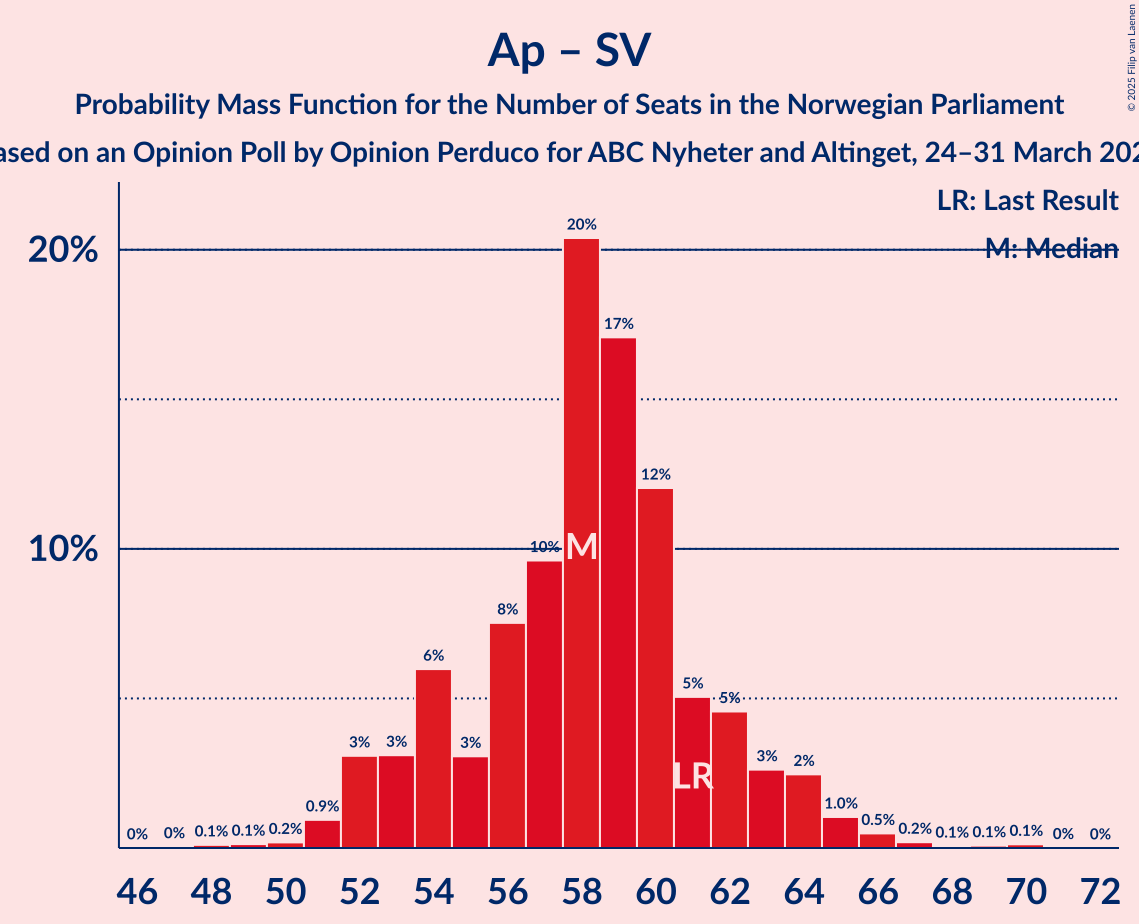 © 2025 Filip van Laenen
Ap – SV
Probability Mass Function for the Number of Seats in the Norwegian Parliament
on an Opinion Poll by Opinion Perduco for ABC Nyheter and Altinget, 24–31 March
LR: Last Result
M: Median
20%
10%
0% 0% 0.1% 0.1% 0.2% 0.9% 3% 3% 6% 3% 8% 10% 20% 17% 12% 5% 5% 3% 2% 1.0% 0.5% 0.2% 0.1% 0.1% 0.1% 0% 0%
M
LR
46 48 50 52 54 56 58 60 62 64 66 68 70 72